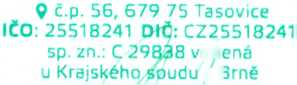 č.p. 56, 679 75 Tasovice
IČO: 25518241 DIČ: CZ25518241
sp. zn.: C 29838
u Krajského soudu Brně